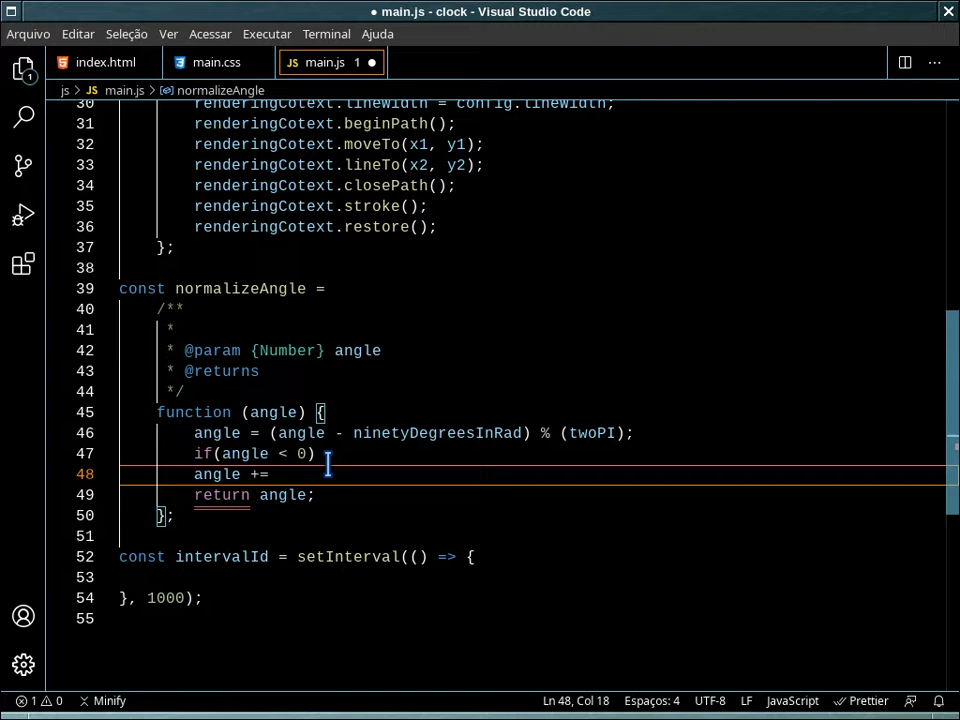 ● main.js - clock - Visual Studio Code
Arquivo Editar Seleção Ver Acessar Executar Terminal Ajuda
index.html main.css JS main.js 1 ●
js > JS main.js > normalizeAngle
30 renderingCotext.lineWidth = config.lineWidth;
31 renderingCotext.beginPath();
32 renderingCotext.moveTo(x1, y1);
33 renderingCotext.lineTo(x2, y2);
34 renderingCotext.closePath();
35 renderingCotext.stroke();
36 renderingCotext.restore();
37 };
38
39 const normalizeAngle =
40 /**
41 *
42 * @param {Number} angle
43 * @returns
44 */
45 function (angle) {
46 angle = (angle - ninetyDegreesInRad) % (twoPI);
47 if(angle < 0)
48 angle +=
49 return angle;
50 };
51
52 const intervalId = setInterval(() => {
53
54 }, 1000);
55
1 0 Minify Ln 48, Col 18 Espaços: 4 UTF-8 LF JavaScript Prettier